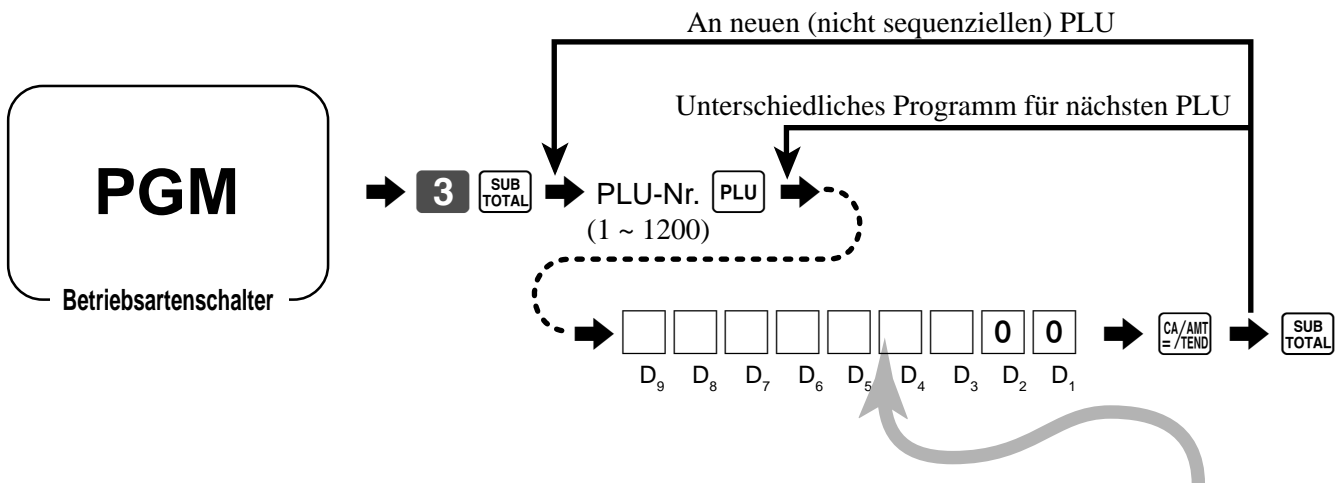 An neuen (nicht sequenziellen) PLU
Unterschiedliches Programm für nächsten PLU
PGM
Betriebsartenschalter
3 SUB TOTAL PLU-Nr. PLU
(1 ~ 1200)
0 0 CA/AMT = /TEND SUB TOTAL
D9 D8 D7 D6 D5 D4 D3 D2 D1